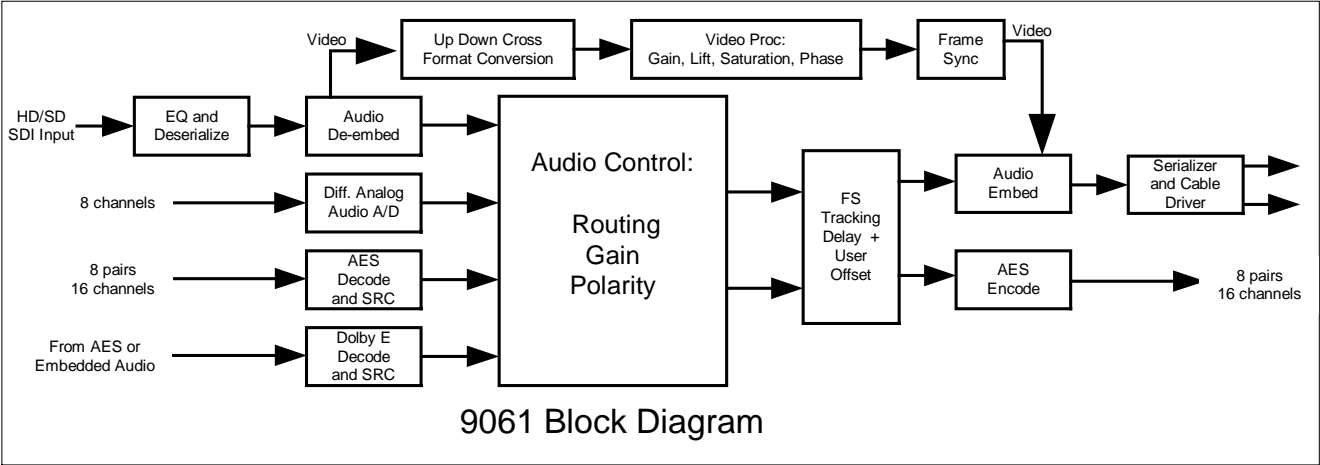 Video
Up Down Cross
Format Conversion
Video Proc:
Gain, Lift, Saturation, Phase
Frame
Sync
Video
HD/SD
SDI Input
EQ and
Deserialize
Audio
De-embed
8 channels
Diff. Analog
Audio A/D
8 pairs
16 channels
AES
Decode
and SRC
From AES or
Embedded Audio
Dolby E
Decode
and SRC
Audio Control:
Routing
Gain
Polarity
FS
Tracking
Delay +
User
Offset
Audio
Embed
Serializer
and Cable
Driver
AES
Encode
8 pairs
16 channels
9061 Block Diagram